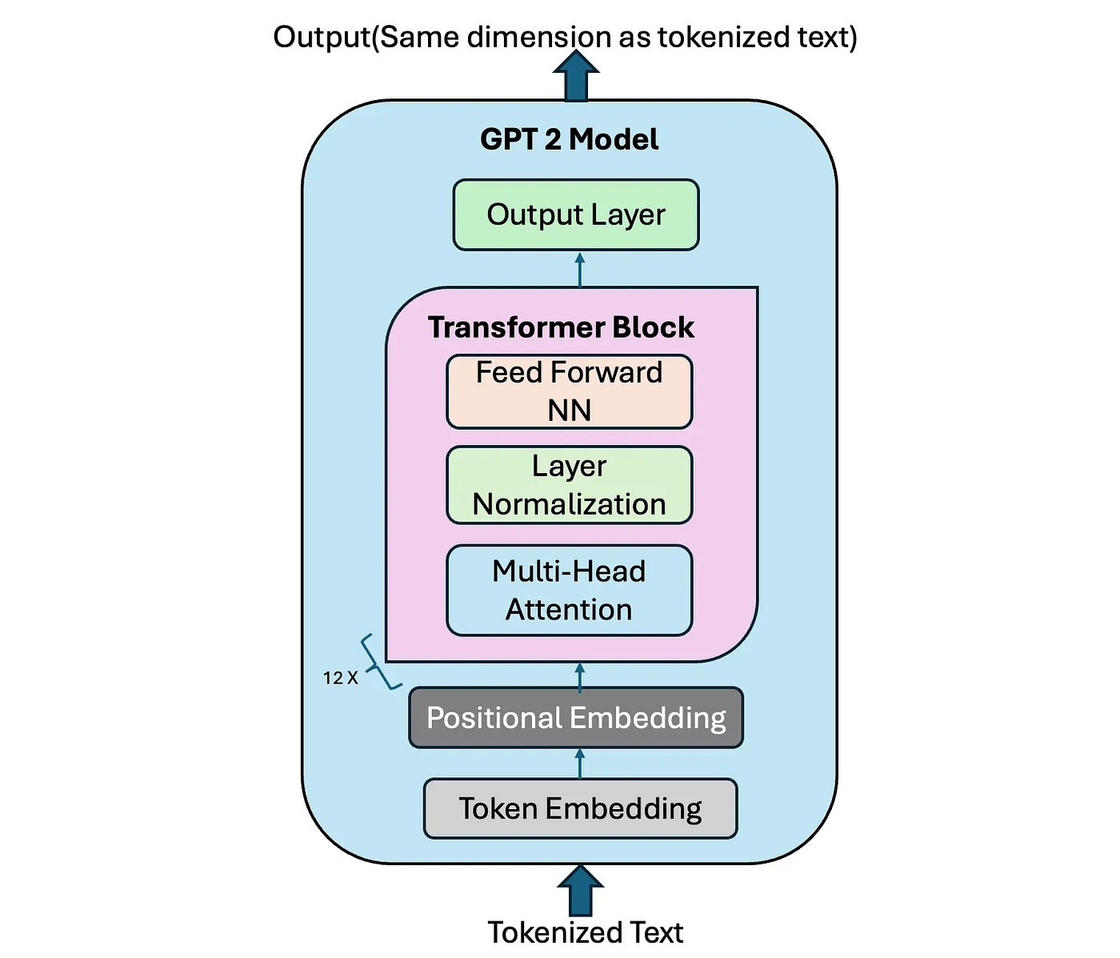 Output(Same dimension as tokenized text)
GPT 2 Model
Output Layer
Transformer Block
Feed Forward
NN
Layer
Normalization
Multi-Head
Attention
12 X
Positional Embedding
Token Embedding
Tokenized Text